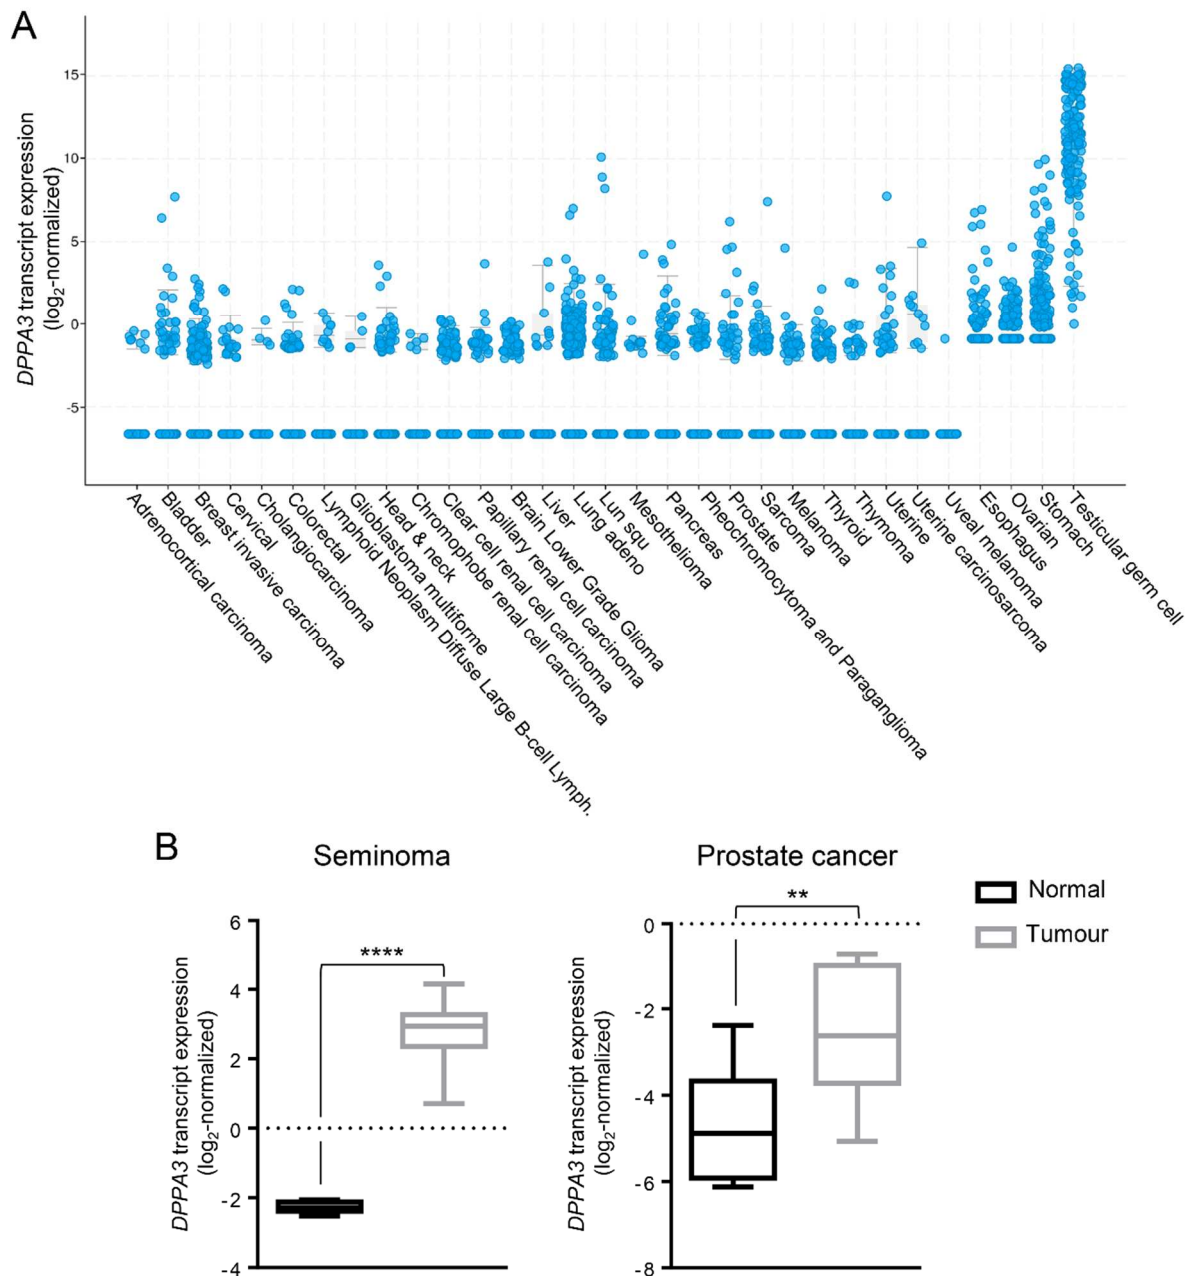 A
DPPA3 transcript expression
(log2-normalized)
15
10
5
0
-5
Adrenocortical carcinoma
Bladder
Breast invasive carcinoma
Cervical
Cholangiocarcinoma
Colorectal
Lymphoid Neoplasm Diffuse Large B-cell Lymph.
Glioblastoma multiforme
Head & neck
Chromophobe renal cell carcinoma
Clear cell renal cell carcinoma
Papillary renal cell carcinoma
Brain Lower Grade Glioma
Liver
Lung adeno
Lun squ
Mesothelioma
Pancreas
Pheochromocytoma and Paraganglioma
Prostate
Sarcoma
Melanoma
Thyroid
Thymoma
Uterine
Uterine carcinosarcoma
Uveal melanoma
Esophagus
Ovarian
Stomach
Testicular germ cell
B
Seminoma
DPPA3 transcript expression
(log2-normalized)
6
4
2
0
-2
-4
****
Prostate cancer
DPPA3 transcript expression
(log2-normalized)
0
-2
-4
-6
-8
**
Normal
Tumour